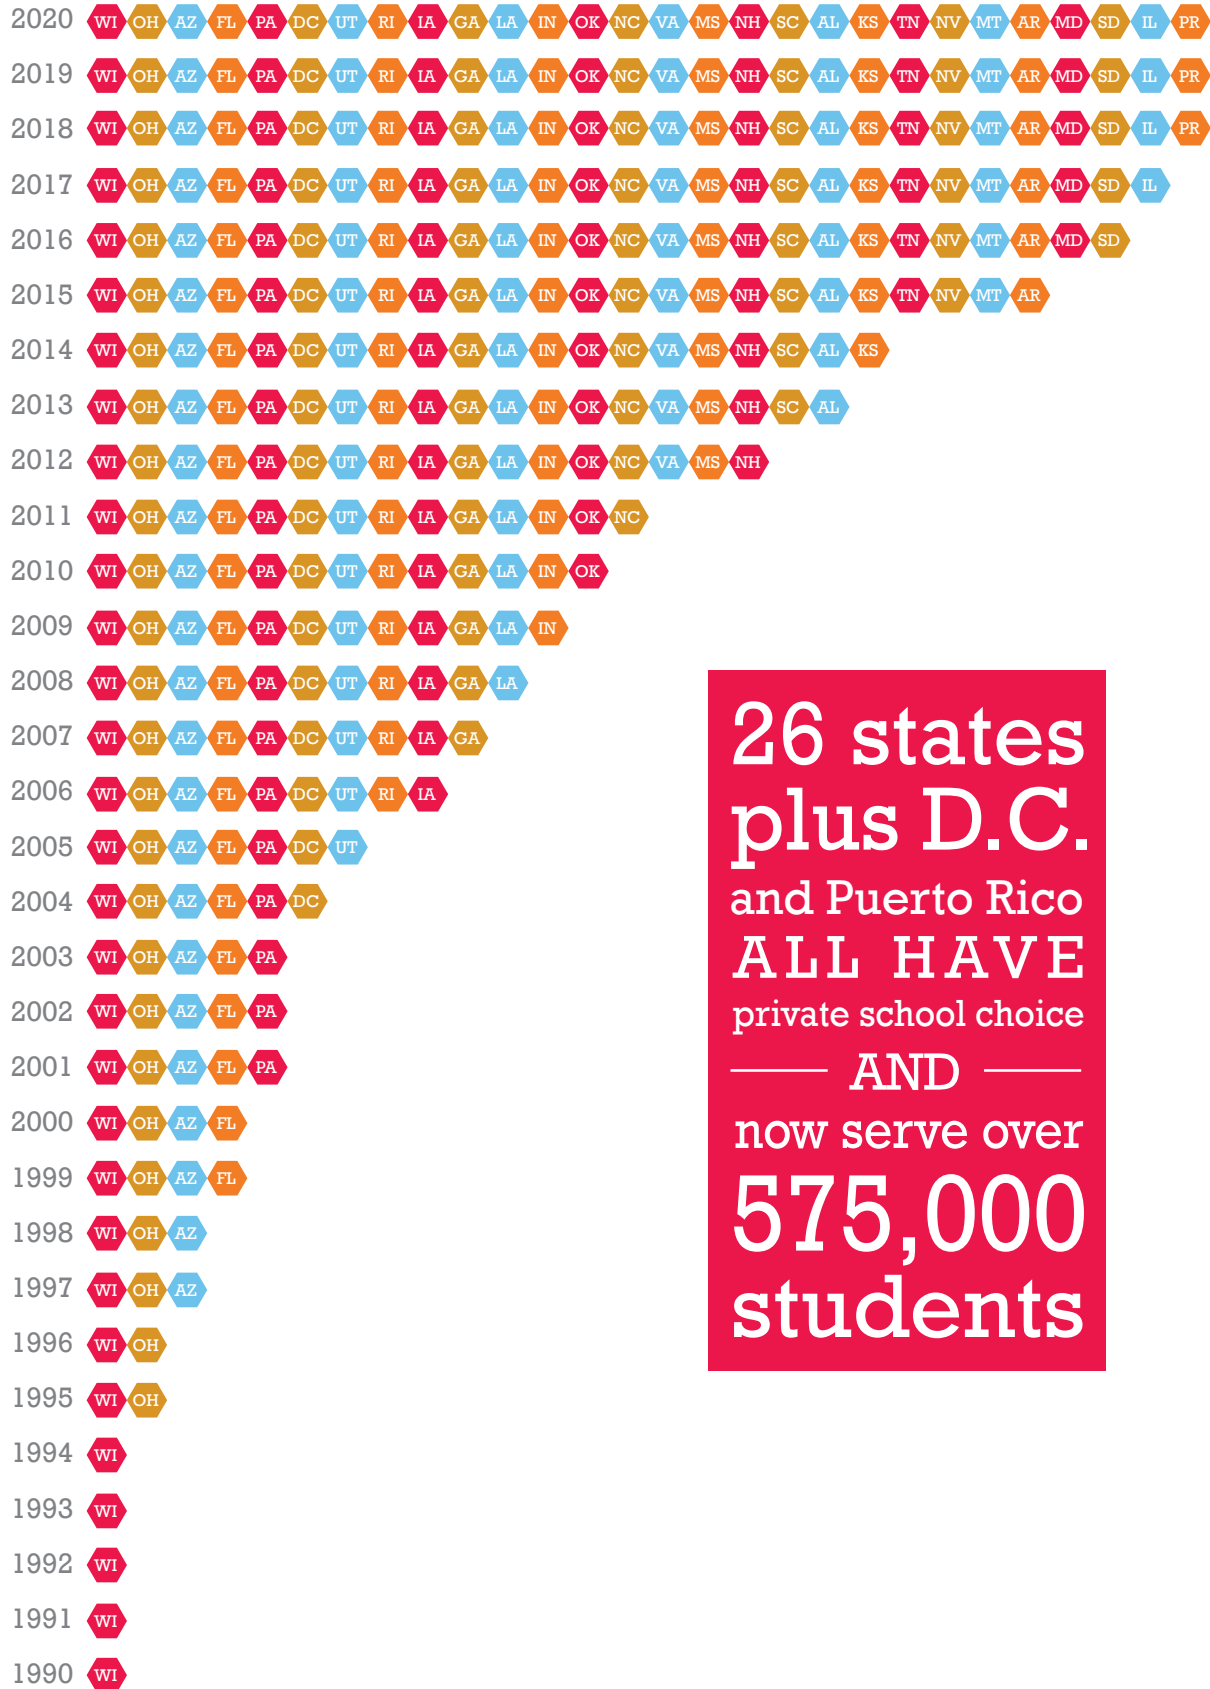 2020 WI OH AZ FL PA DC UT RI IA GA LA IN OK NC VA MS NH SC AL KS TN NV MT AR MD SD IL PR
2019 WI OH AZ FL PA DC UT RI IA GA LA IN OK NC VA MS NH SC AL KS TN NV MT AR MD SD IL PR
2018 WI OH AZ FL PA DC UT RI IA GA LA IN OK NC VA MS NH SC AL KS TN NV MT AR MD SD IL PR
2017 WI OH AZ FL PA DC UT RI IA GA LA IN OK NC VA MS NH SC AL KS TN NV MT AR MD SD IL
2016 WI OH AZ FL PA DC UT RI IA GA LA IN OK NC VA MS NH SC AL KS TN NV MT AR MD SD
2015 WI OH AZ FL PA DC UT RI IA GA LA IN OK NC VA MS NH SC AL KS TN NV MT AR
2014 WI OH AZ FL PA DC UT RI IA GA LA IN OK NC VA MS NH SC AL KS
2013 WI OH AZ FL PA DC UT RI IA GA LA IN OK NC VA MS NH SC AL
2012 WI OH AZ FL PA DC UT RI IA GA LA IN OK NC VA MS NH
2011 WI OH AZ FL PA DC UT RI IA GA LA IN OK NC
2010 WI OH AZ FL PA DC UT RI IA GA LA IN OK
2009 WI OH AZ FL PA DC UT RI IA GA LA IN
2008 WI OH AZ FL PA DC UT RI IA GA LA
2007 WI OH AZ FL PA DC UT RI IA GA
2006 WI OH AZ FL PA DC UT RI IA
2005 WI OH AZ FL PA DC UT
2004 WI OH AZ FL PA DC
2003 WI OH AZ FL PA
2002 WI OH AZ FL PA
2001 WI OH AZ FL PA
2000 WI OH AZ FL
1999 WI OH AZ FL
1998 WI OH AZ
1997 WI OH AZ
1996 WI OH
1995 WI OH
1994 WI
1993 WI
1992 WI
1991 WI
1990 WI
26 states
plus D.C.
and Puerto Rico
ALL HAVE
private school choice
AND
now serve over
575,000
students